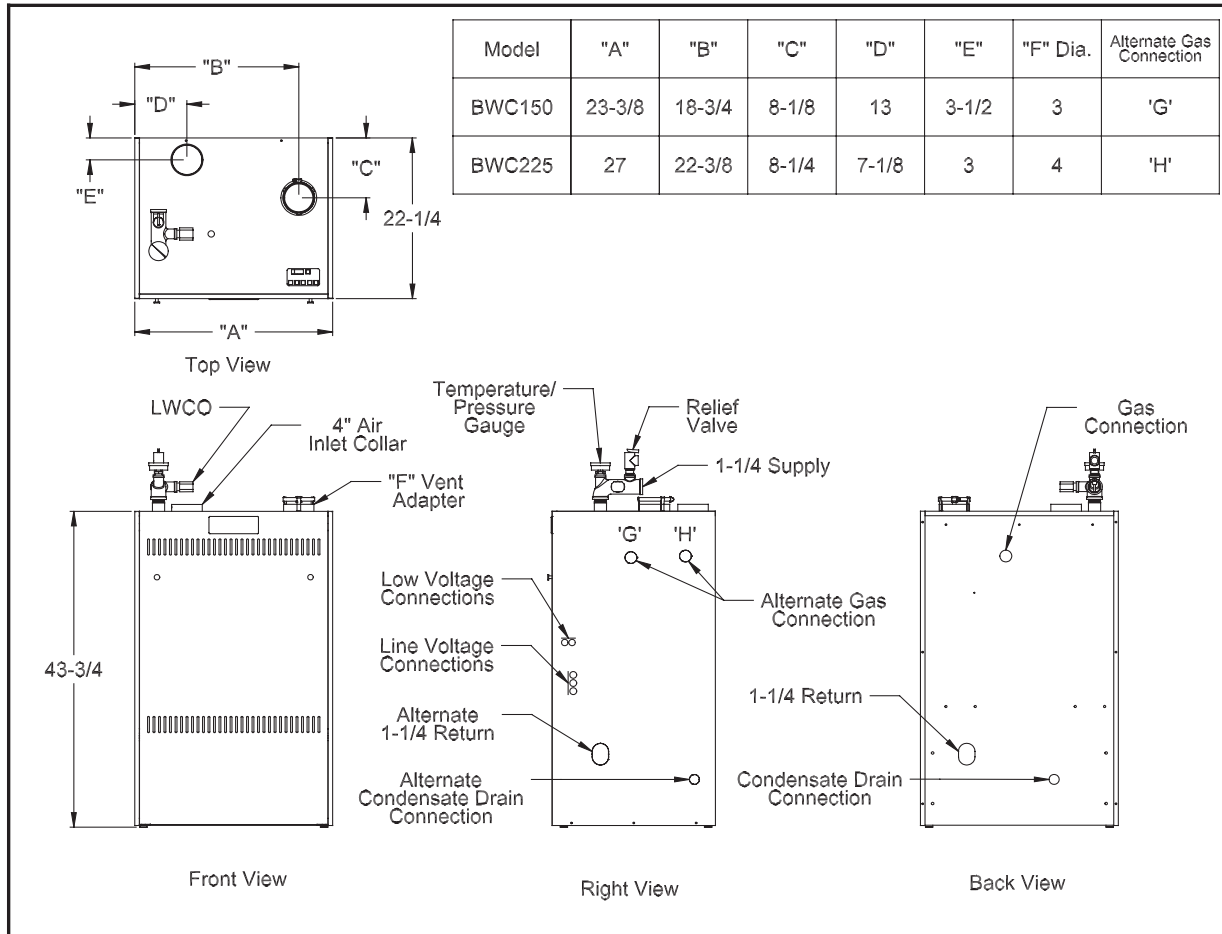 Model "A" "B" "C" "D" "E" "F" Dia. Alternate Gas
Connection
BWC150 23-3/8 18-3/4 8-1/8 13 3-1/2 3 'G'
BWC225 27 22-3/8 8-1/4 7-1/8 3 4 'H'
"B"
"D"
"C"
"E"
22-1/4
"A"
Top View
LWCO
4" Air
Inlet Collar
"F" Vent
Adapter
43-3/4
Front View
Temperature/
Pressure
Gauge
Relief
Valve
1-1/4 Supply
'G' 'H'
Low Voltage
Connections
Alternate Gas
Connection
Line Voltage
Connections
Alternate
1-1/4 Return
Alternate
Condensate Drain
Connection
Right View
Gas
Connection
1-1/4 Return
Condensate Drain
Connection
Back View